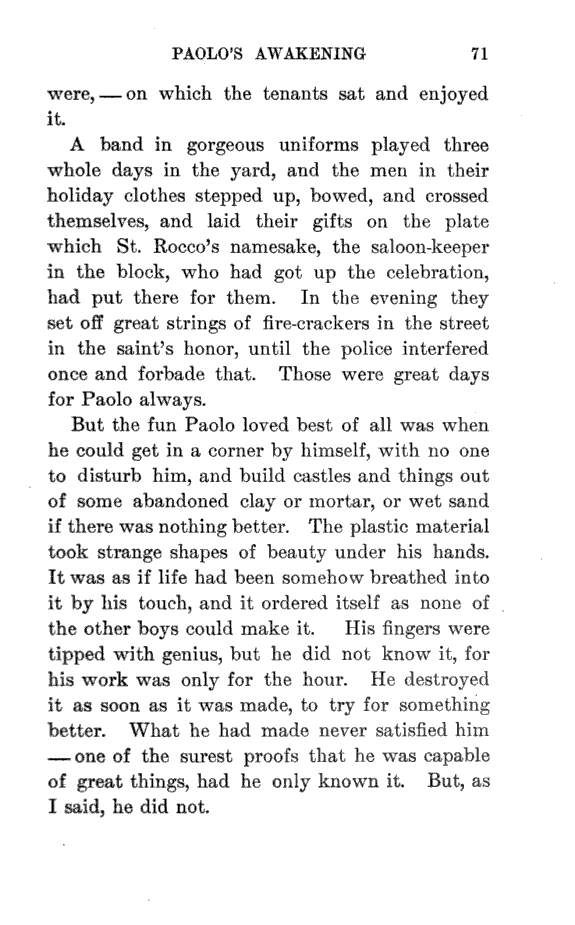 PAOLO'S AWAKENING 71
were, — on which the tenants sat and enjoyed
it.
A band in gorgeous uniforms played three
whole days in the yard, and the men in their
holiday clothes stepped up, bowed, and crossed
themselves, and laid their gifts on the plate
which St. Rocco's namesake, the saloon-keeper
in the block, who had got up the celebration,
had put there for them. In the evening they
set off great strings of fire-crackers in the street
in the saint's honor, until the police interfered
once and forbade that. Those were great days
for Paolo always.
But the fun Paolo loved best of all was when
he could get in a corner by himself, with no one
to disturb him, and build castles and things out
of some abandoned clay or mortar, or wet sand
if there was nothing better. The plastic material
took strange shapes of beauty under his hands.
It was as if life had been somehow breathed into
it by his touch, and it ordered itself as none of
the other boys could make it. His fingers were
tipped with genius, but he did not know it, for
his work was only for the hour. He destroyed
it as soon as it was made, to try for something
better. What he had made never satisfied him
— one of the surest proofs that he was capable
of great things, had he only known it. But, as
I said, he did not.